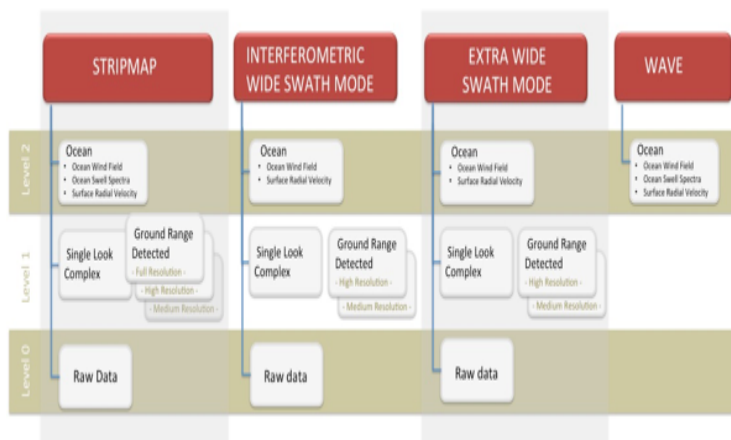 STRIPMAP
INTERFEROMETRIC
WIDE SWATH MODE
EXTRA WIDE
SWATH MODE
WAVE
Level 2
Ocean
• Ocean Wind Field
• Ocean Swell Spectra
• Surface Radial Velocity
Ocean
• Ocean Wind Field
• Surface Radial Velocity
Ocean
• Ocean Wind Field
• Surface Radial Velocity
Ocean
• Ocean Wind Field
• Ocean Swell Spectra
• Surface Radial Velocity
Level 1
Single Look
Complex
Ground Range
Detected
- Full Resolution -
- High Resolution -
- Medium Resolution -
Single Look
Complex
Ground Range
Detected
- High Resolution -
- Medium Resolution -
Single Look
Complex
Ground Range
Detected
- High Resolution -
- Medium Resolution -
Level 0
Raw Data
Raw data
Raw data